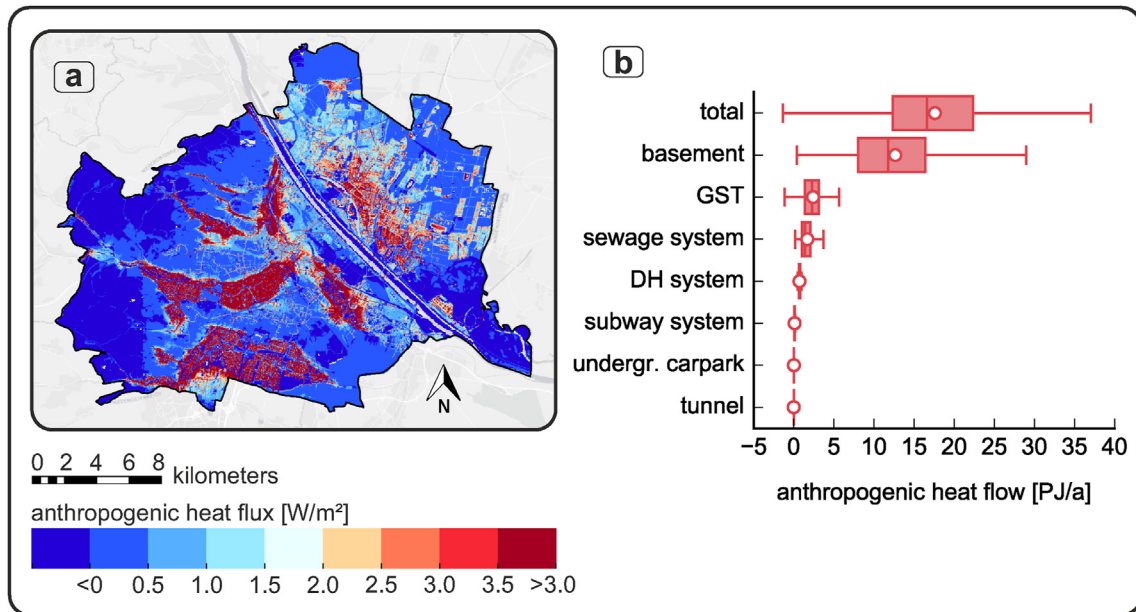 a
N
0 2 4 6 8
kilometers
anthropogenic heat flux [W/m²]
<0 0.5 1.0 1.5 2.0 2.5 3.0 3.5 >3.0
b
total
basement
GST
sewage system
DH system
subway system
undergr. carpark
tunnel
−5 0 5 10 15 20 25 30 35 40
anthropogenic heat flow [PJ/a]